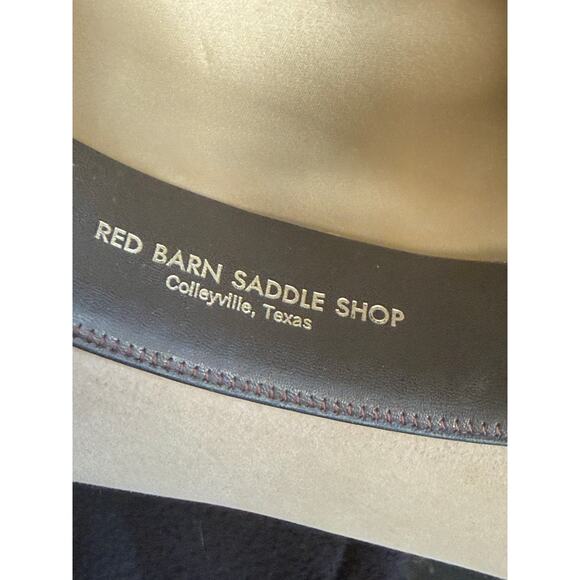 RED BARN SADDLE SHOP
Colleyville, Texas